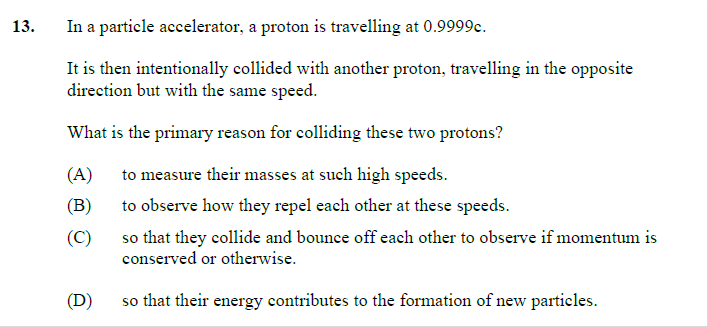 13. In a particle accelerator, a proton is travelling at 0.9999c.
It is then intentionally collided with another proton, travelling in the opposite
direction but with the same speed.
What is the primary reason for colliding these two protons?
(A) to measure their masses at such high speeds.
(B) to observe how they repel each other at these speeds.
(C) so that they collide and bounce off each other to observe if momentum is
conserved or otherwise.
(D) so that their energy contributes to the formation of new particles.